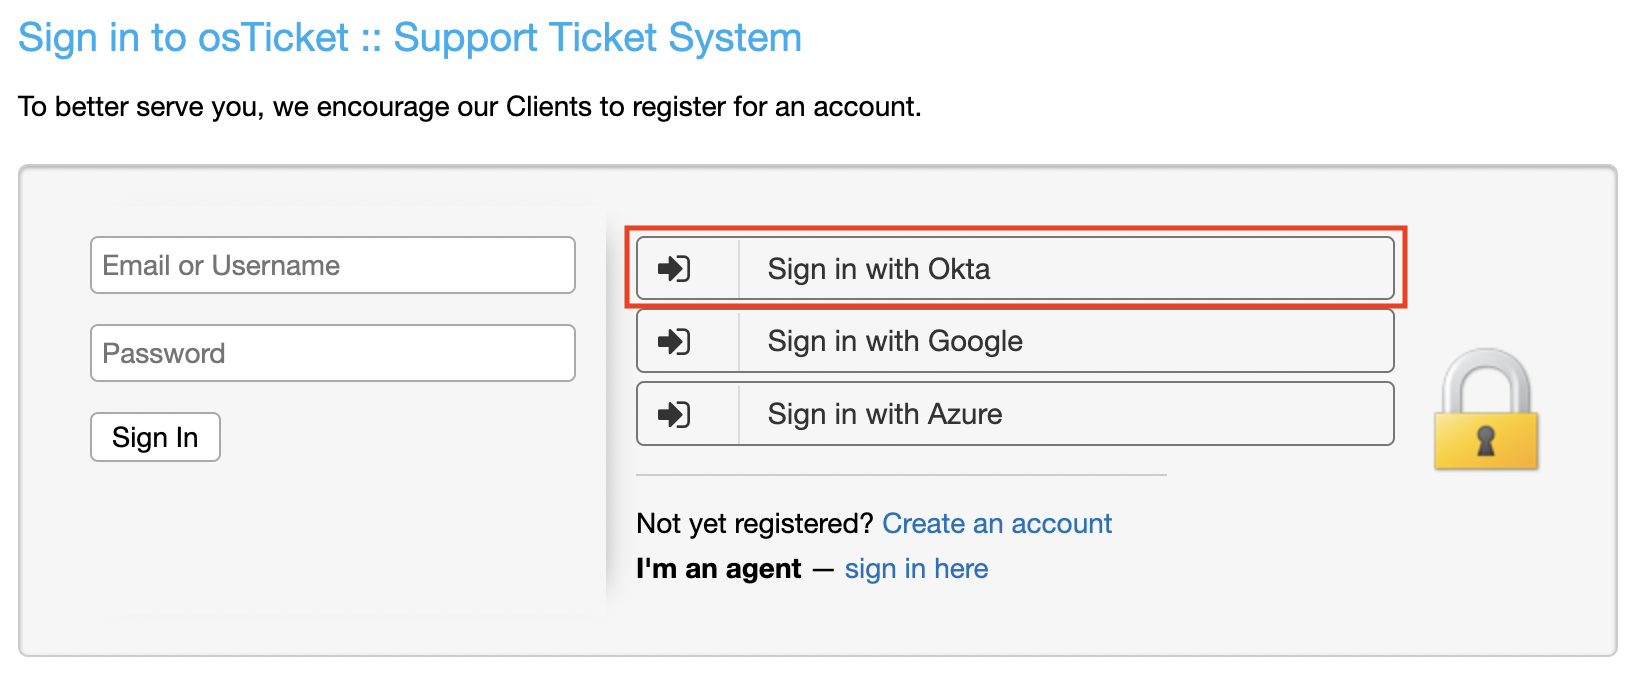 Sign in to osTicket :: Support Ticket System
To better serve you, we encourage our Clients to register for an account.
Email or Username
Password
Sign In
Sign in with Okta
Sign in with Google
Sign in with Azure
Not yet registered? Create an account
I'm an agent — sign in here